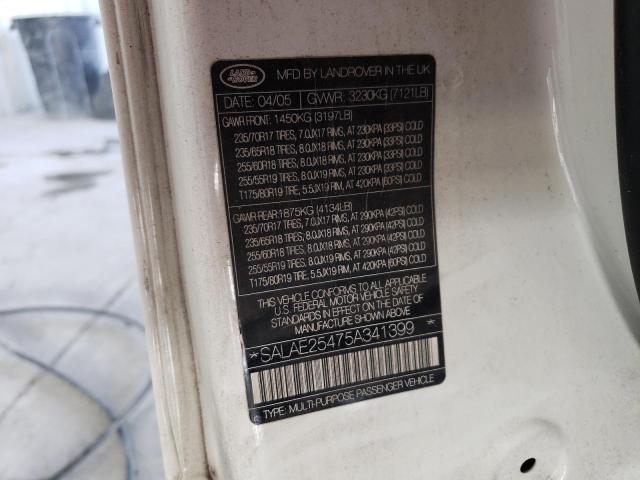 LAND-
ROVER
MFD BY LANDROVER IN THE UK
DATE: 04/05 GVWR: 3230KG (7121LB)
GAWR FRONT: 1450KG (3197LB)
235/70R17 TIRES, 7.0JX17 RIMS, AT 230KPA (33PSI) COLD
235/65R18 TIRES, 8.0JX18 RIMS, AT 230KPA (33PSI) COLD
255/60R18 TIRES, 8.0JX18 RIMS, AT 230KPA (33PSI) COLD
255/55R19 TIRES, 8.0JX19 RIMS, AT 230KPA (33PSI) COLD
T175/80R19 TIRE, 5.5JX19 RIM, AT 420KPA (60PSI) COLD
GAWR REAR: 1875KG (4134LB)
235/70R17 TIRES, 7.0JX17 RIMS, AT 290KPA (42PSI) COLD
235/65R18 TIRES, 8.0JX18 RIMS, AT 290KPA (42PSI) COLD
255/60R18 TIRES, 8.0JX18 RIMS, AT 290KPA (42PSI) COLD
255/55R19 TIRES, 8.0JX19 RIMS, AT 290KPA (42PSI) COLD
T175/80R19 TIRE, 5.5JX19 RIM, AT 420KPA (60PSI) COLD
THIS VEHICLE CONFORMS TO ALL APPLICABLE
U.S. FEDERAL MOTOR VEHICLE SAFETY
STANDARDS IN EFFECT ON THE DATE OF
MANUFACTURE SHOWN ABOVE
* SALAE25475A341399 *
TYPE: MULTI-PURPOSE PASSENGER VEHICLE